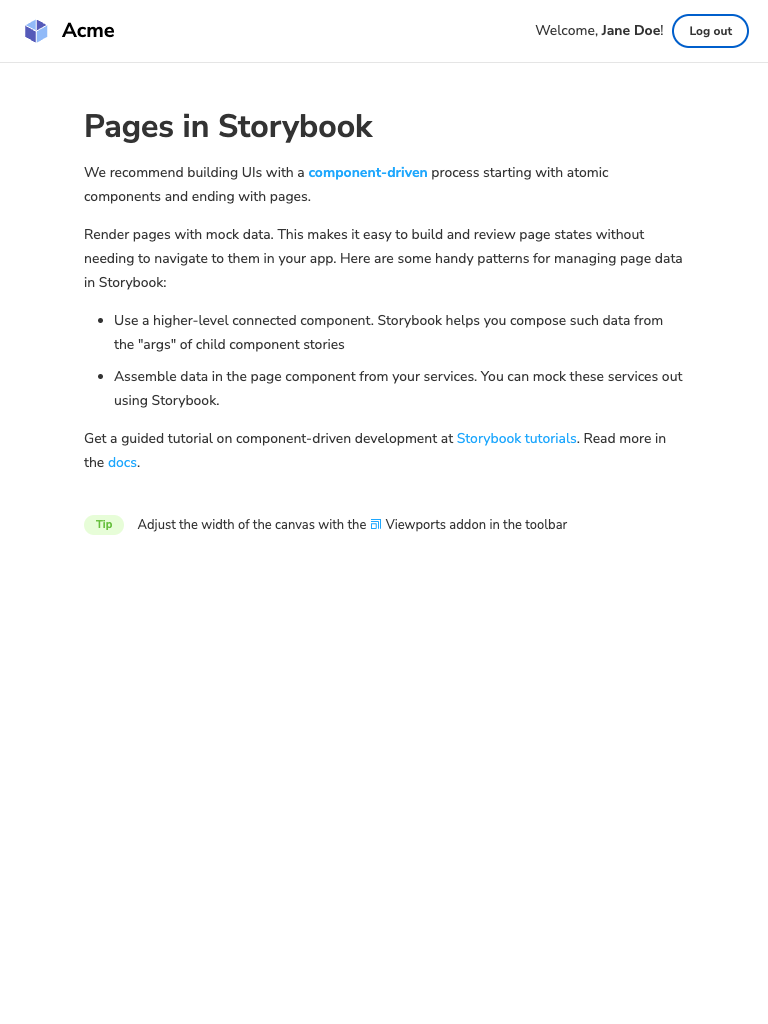 Acme
Welcome, Jane Doe!
Log out
Pages in Storybook
We recommend building UIs with a component-driven process starting with atomic
components and ending with pages.
Render pages with mock data. This makes it easy to build and review page states without
needing to navigate to them in your app. Here are some handy patterns for managing page data
in Storybook:
Use a higher-level connected component. Storybook helps you compose such data from
the "args" of child component stories
Assemble data in the page component from your services. You can mock these services out
using Storybook.
Get a guided tutorial on component-driven development at Storybook tutorials. Read more in
the docs.
Tip
Adjust the width of the canvas with the Viewports addon in the toolbar